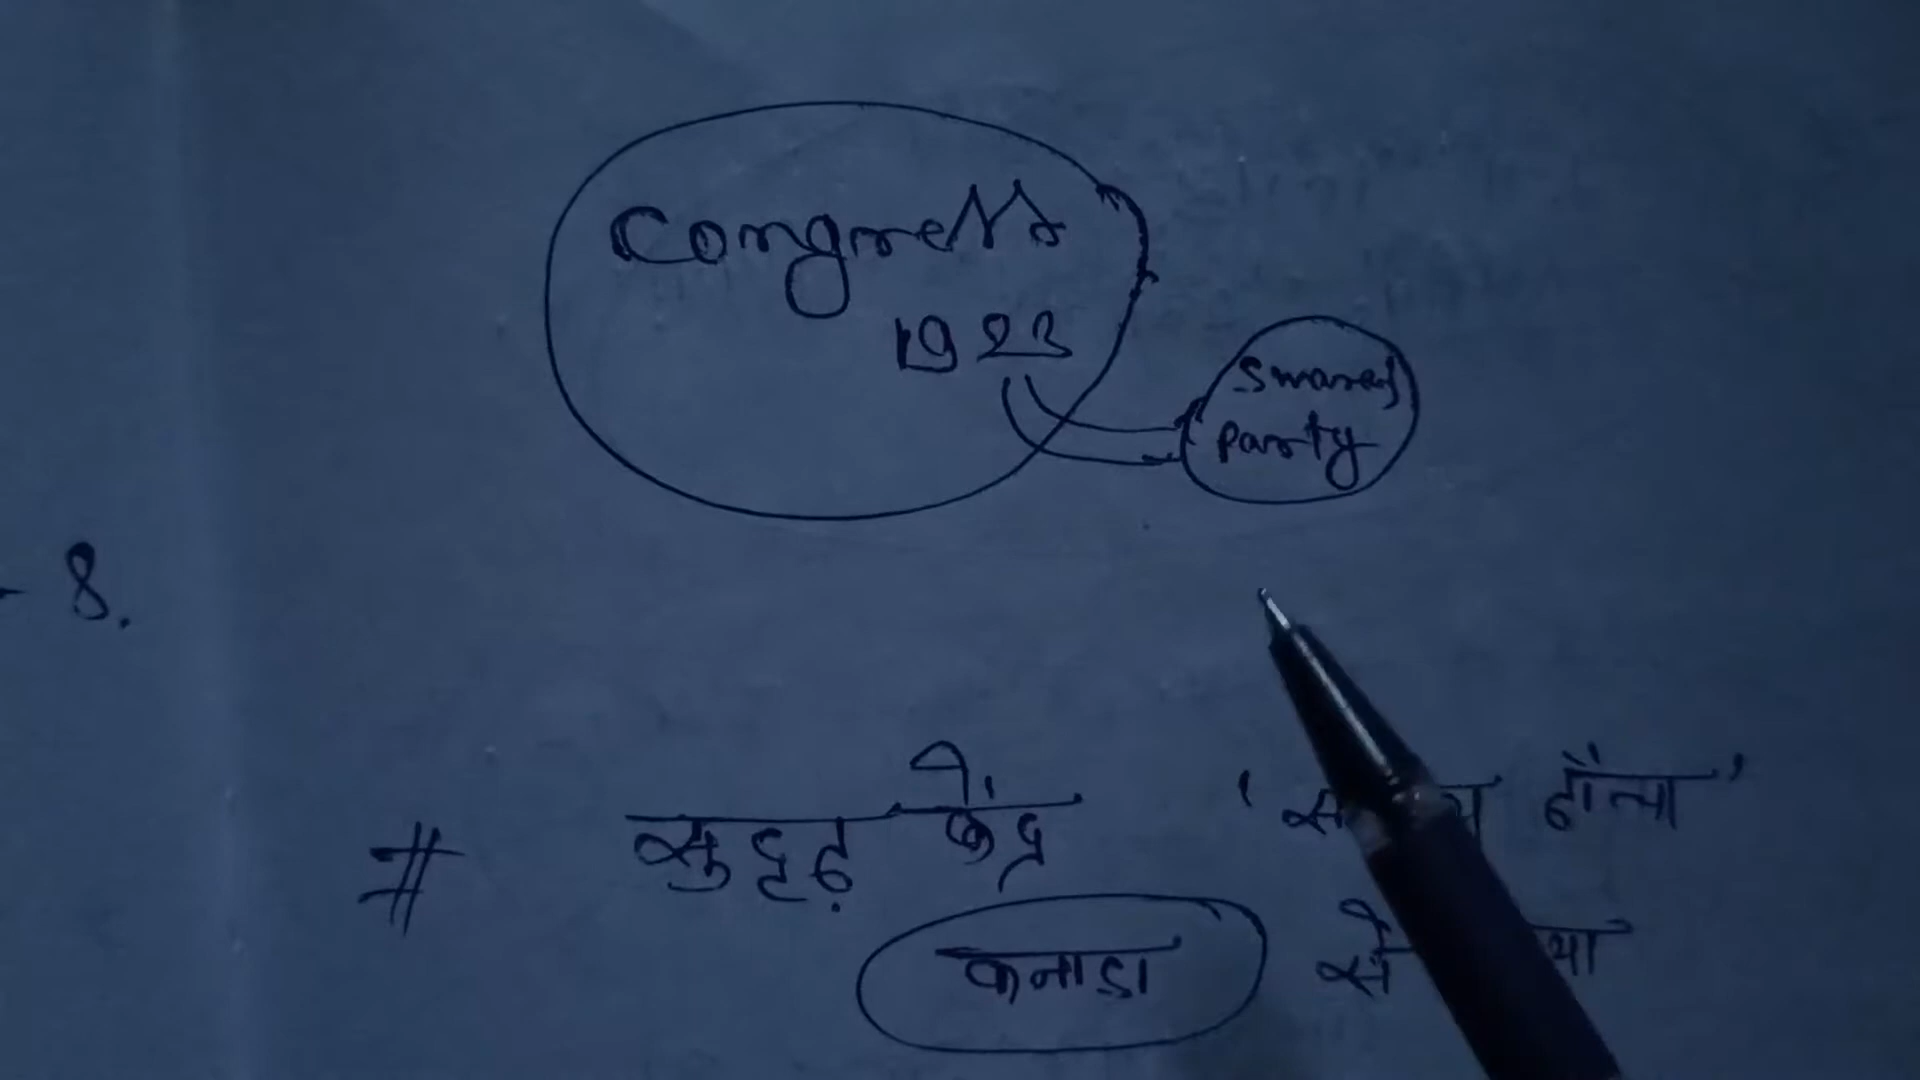 Congress
1923
Swaraj
Party
- 8.
# सुदृढ़ केंद्र ' ढाँचा '
कनाडा से